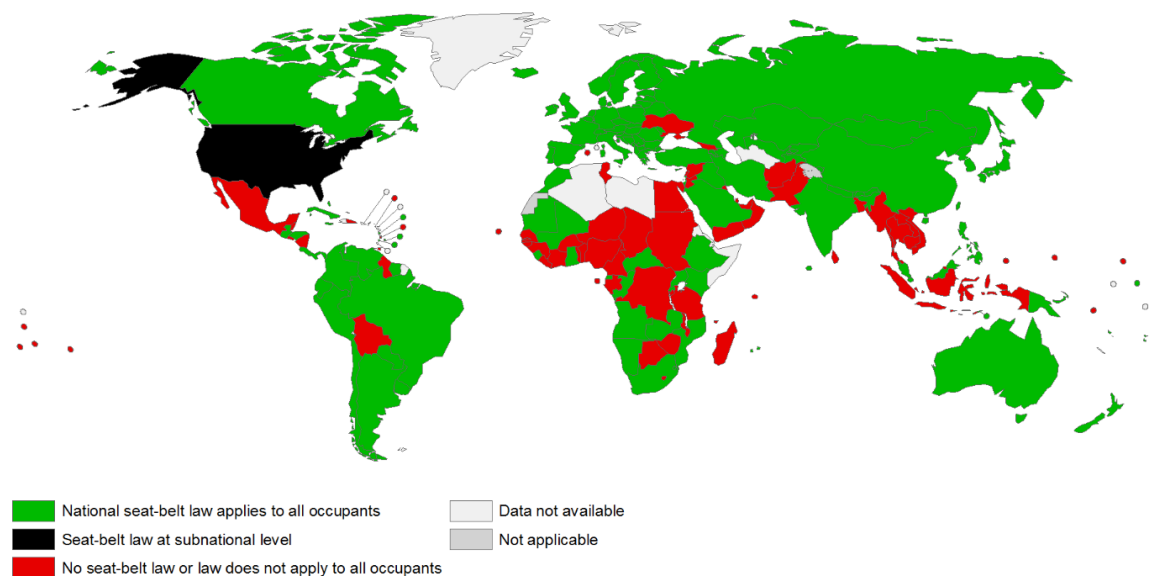 National seat-belt law applies to all occupants
Seat-belt law at subnational level
No seat-belt law or law does not apply to all occupants
Data not available
Not applicable